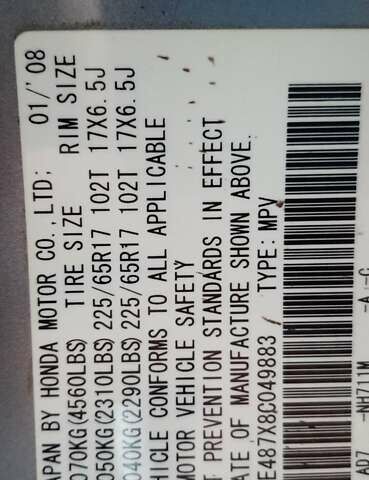 APAN BY HONDA MOTOR CO., LTD; 01/'08
070KG(4560LBS) TIRE SIZE RIM SIZE
050KG(2310LBS) 225/65R17 102T 17X6.5J
040KG(2290LBS) 225/65R17 102T 17X6.5J
HICLE CONFORMS TO ALL APPLICABLE
MOTOR VEHICLE SAFETY
T PREVENTION STANDARDS IN EFFECT
ATE OF MANUFACTURE SHOWN ABOVE.
E487X8C049883 TYPE: MPV
AD7 -NH711M -A -C